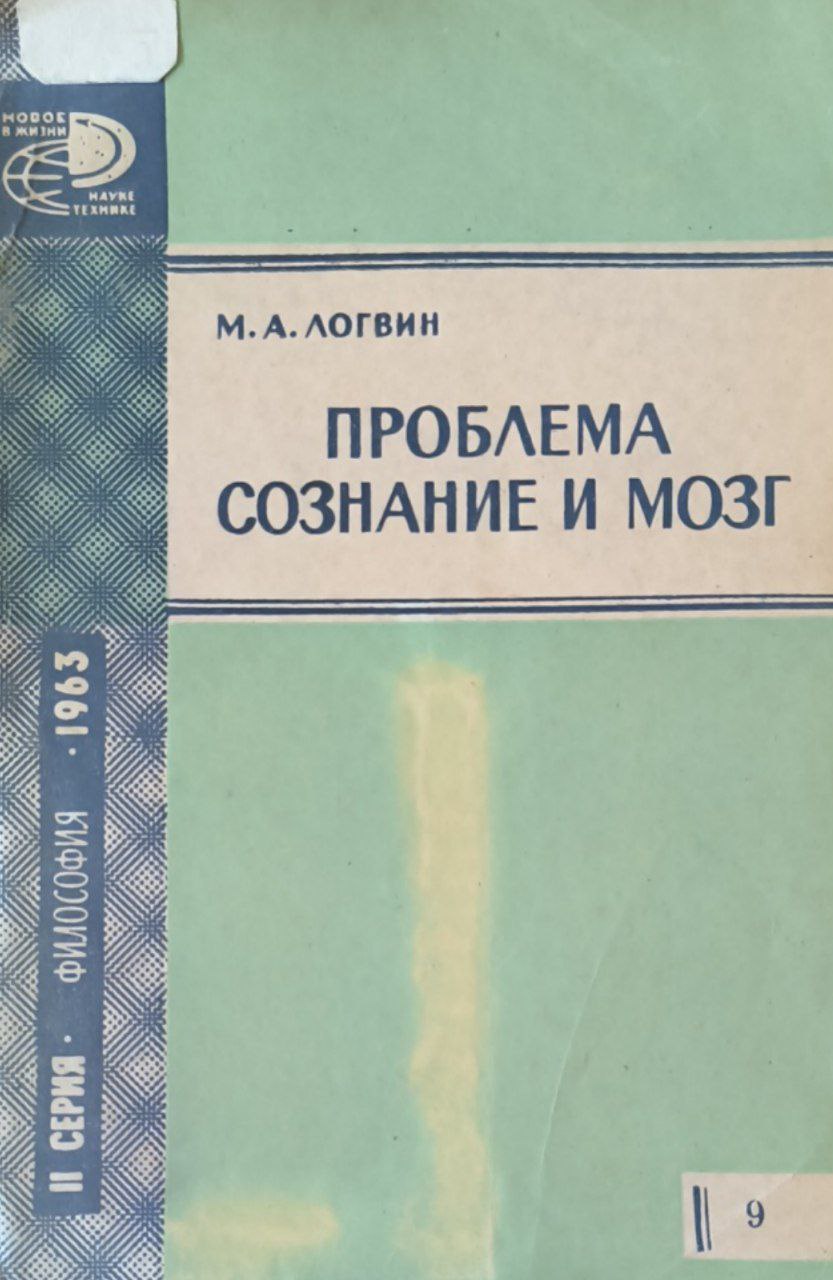 НОВОЕ
В ЖИЗНИ
НАУКЕ
ТЕХНИКЕ
М. А. ЛОГВИН
ПРОБЛЕМА
СОЗНАНИЕ И МОЗГ
II СЕРИЯ · ФИЛОСОФИЯ · 1963
9